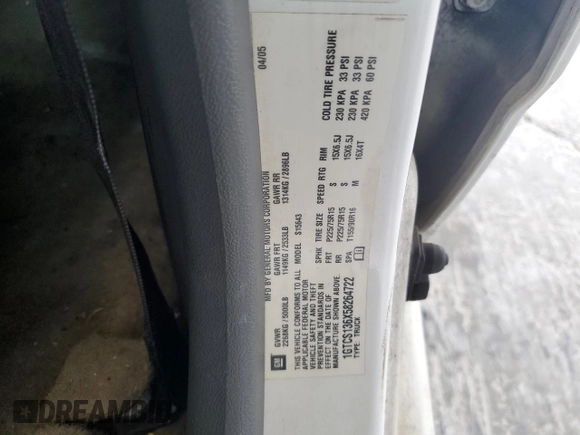 MFD BY GENERAL MOTORS CORPORATION 04/05
GVWR GAWR FRT GAWR RR
2268KG / 5000LB 1149KG / 2533LB 1314KG / 2896LB
THIS VEHICLE CONFORMS TO ALL
APPLICABLE FEDERAL MOTOR
VEHICLE SAFETY AND THEFT
PREVENTION STANDARDS IN
EFFECT ON THE DATE OF
MANUFACTURE SHOWN ABOVE.
1GTCS136X58264722
TYPE: TRUCK
MODEL S15643
SPHK TIRE SIZE SPEED RTG RIM COLD TIRE PRESSURE
FRT P225/75R15 S 15X6.5J 230 KPA 33 PSI
RR P225/75R15 S 15X6.5J 230 KPA 33 PSI
SPA T155/90R16 M 16X4T 420 KPA 60 PSI
GM
DREAMBID